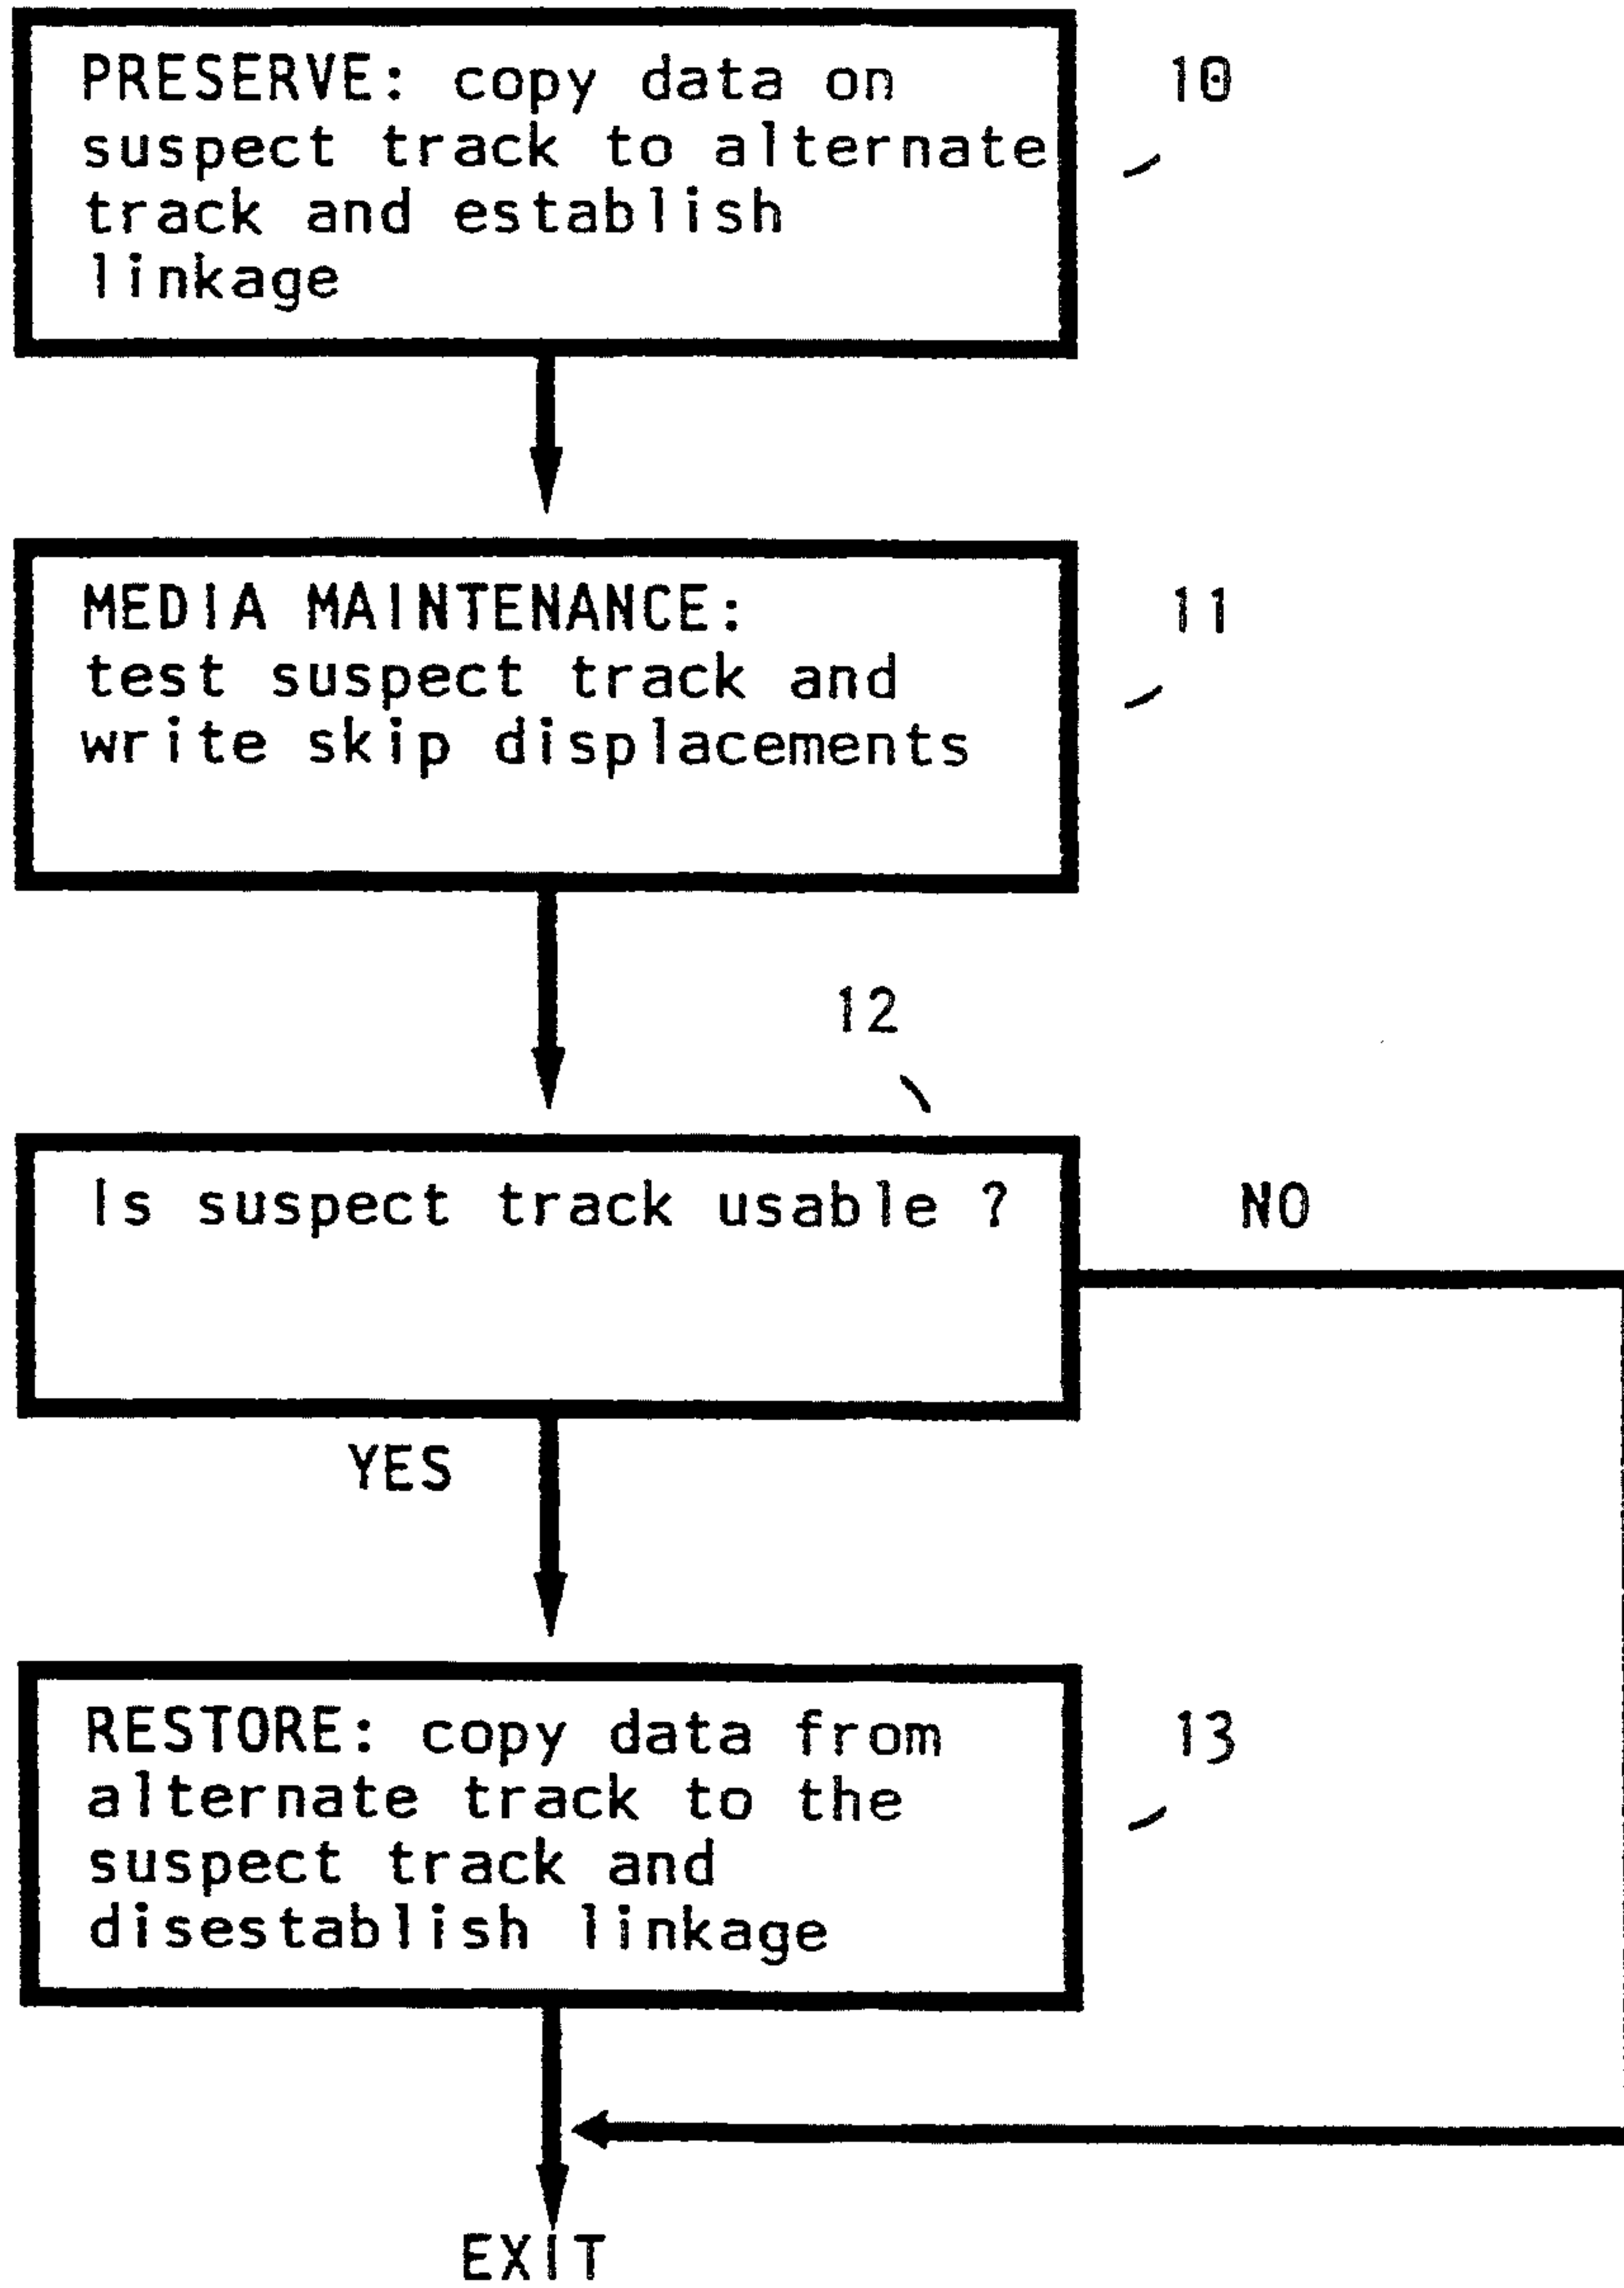 PRESERVE: copy data on
suspect track to alternate
track and establish
linkage
10
MEDIA MAINTENANCE:
test suspect track and
write skip displacements
11
12
Is suspect track usable ?
NO
YES
RESTORE: copy data from
alternate track to the
suspect track and
disestablish linkage
13
EXIT